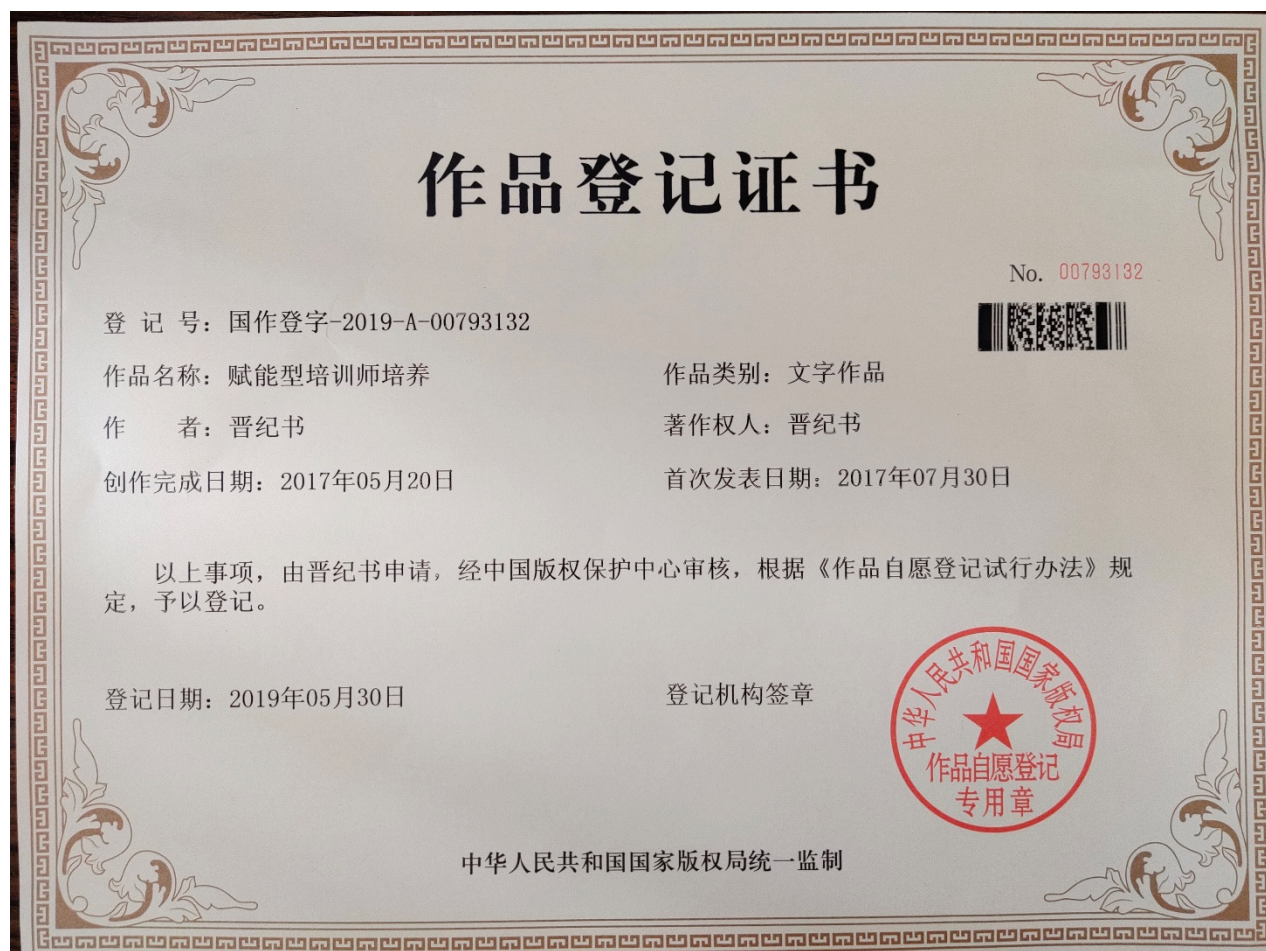 作品登记证书
No. 00793132
登 记 号：国作登字-2019-A-00793132
作品名称：赋能型培训师培养
作品类别：文字作品
作 者：晋纪书
著作权人：晋纪书
创作完成日期：2017年05月20日
首次发表日期：2017年07月30日
以上事项，由晋纪书申请，经中国版权保护中心审核，根据《作品自愿登记试行办法》规
定，予以登记。
登记日期：2019年05月30日
登记机构签章
中华人民共和国国家版权局
作品自愿登记
专用章
中华人民共和国国家版权局统一监制